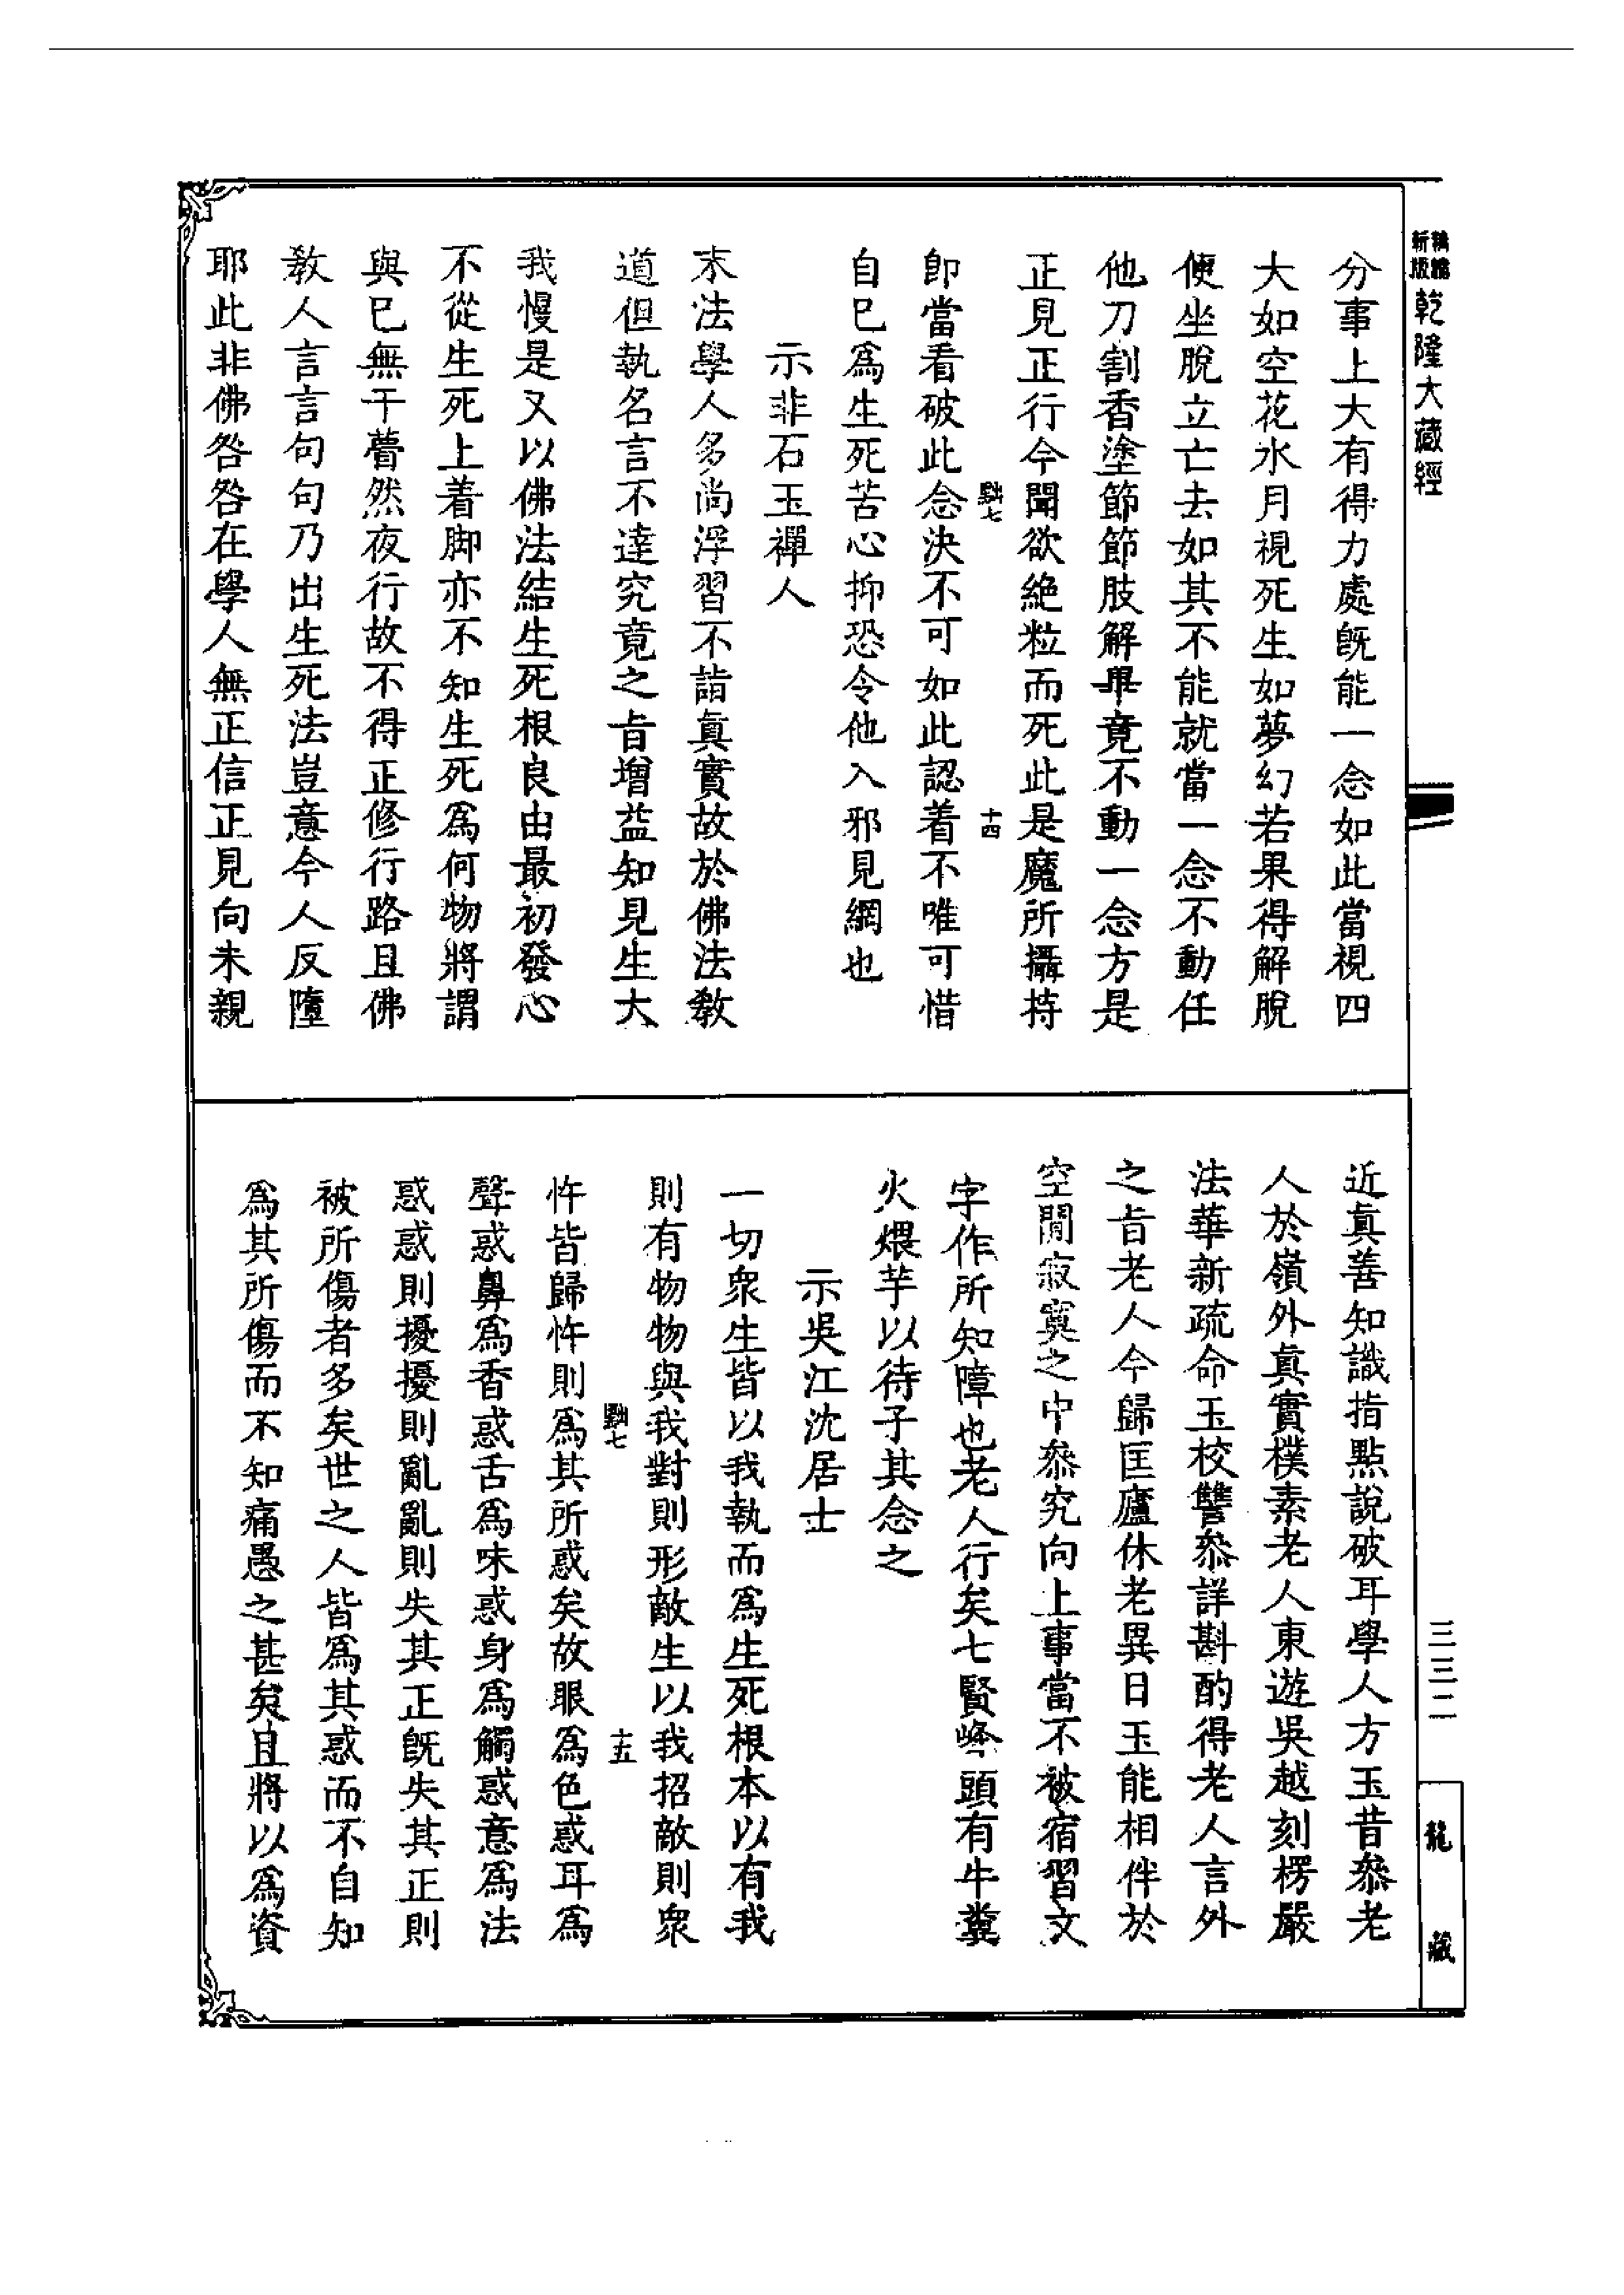 新版精縮乾隆大藏經
分事上大有得力處旣能一念如此當視四
大如空花水月視死生如夢幻若果得解脫
便坐脫立亡去如其不能就當一念不動任
他刀割香塗節節肢解畢竟不動一念方是
正見正行今聞欲絶粒而死此是魔所攝持
十四
卽當看破此念決不可如此認着不唯可惜
自已爲生死苦心抑恐令他入邪見網也
示非石玉禪人
末法學人多尚浮習不詣眞實故於佛法敎
道但執名言不達究竟之旨增益知見生大
我慢是又以佛法結生死根良由最初發心
不從生死上着脚亦不知生死爲何物將謂
與已無干瞢然夜行故不得正修行路且佛
敎人言言句句乃出生死法豈意今人反墮
耶此非佛咎咎在學人無正信正見向未親
近眞善知識指點說破耳學人方玉昔叅老
人於嶺外眞實樸素老人東遊吳越刻楞嚴
法華新疏命玉校讐叅詳斟酌得老人言外
之旨老人今歸匡廬休老異日玉能相伴於
空閒寂寞之中叅究向上事當不被宿習文
字作所知障也老人行矣七賢峰頭有牛糞
火煨芋以待子其念之
示吳江沈居士
一切衆生皆以我執而爲生死根本以有我
則有物物與我對則形敵生以我招敵則衆
十五
忤皆歸忤則爲其所惑矣故眼爲色惑耳爲
聲惑鼻爲香惑舌爲味惑身爲觸惑意爲法
惑惑則擾擾則亂亂則失其正旣失其正則
被所傷者多矣世之人皆爲其惑而不自知
爲其所傷而不知痛愚之甚矣且將以爲資
三三二
龍藏